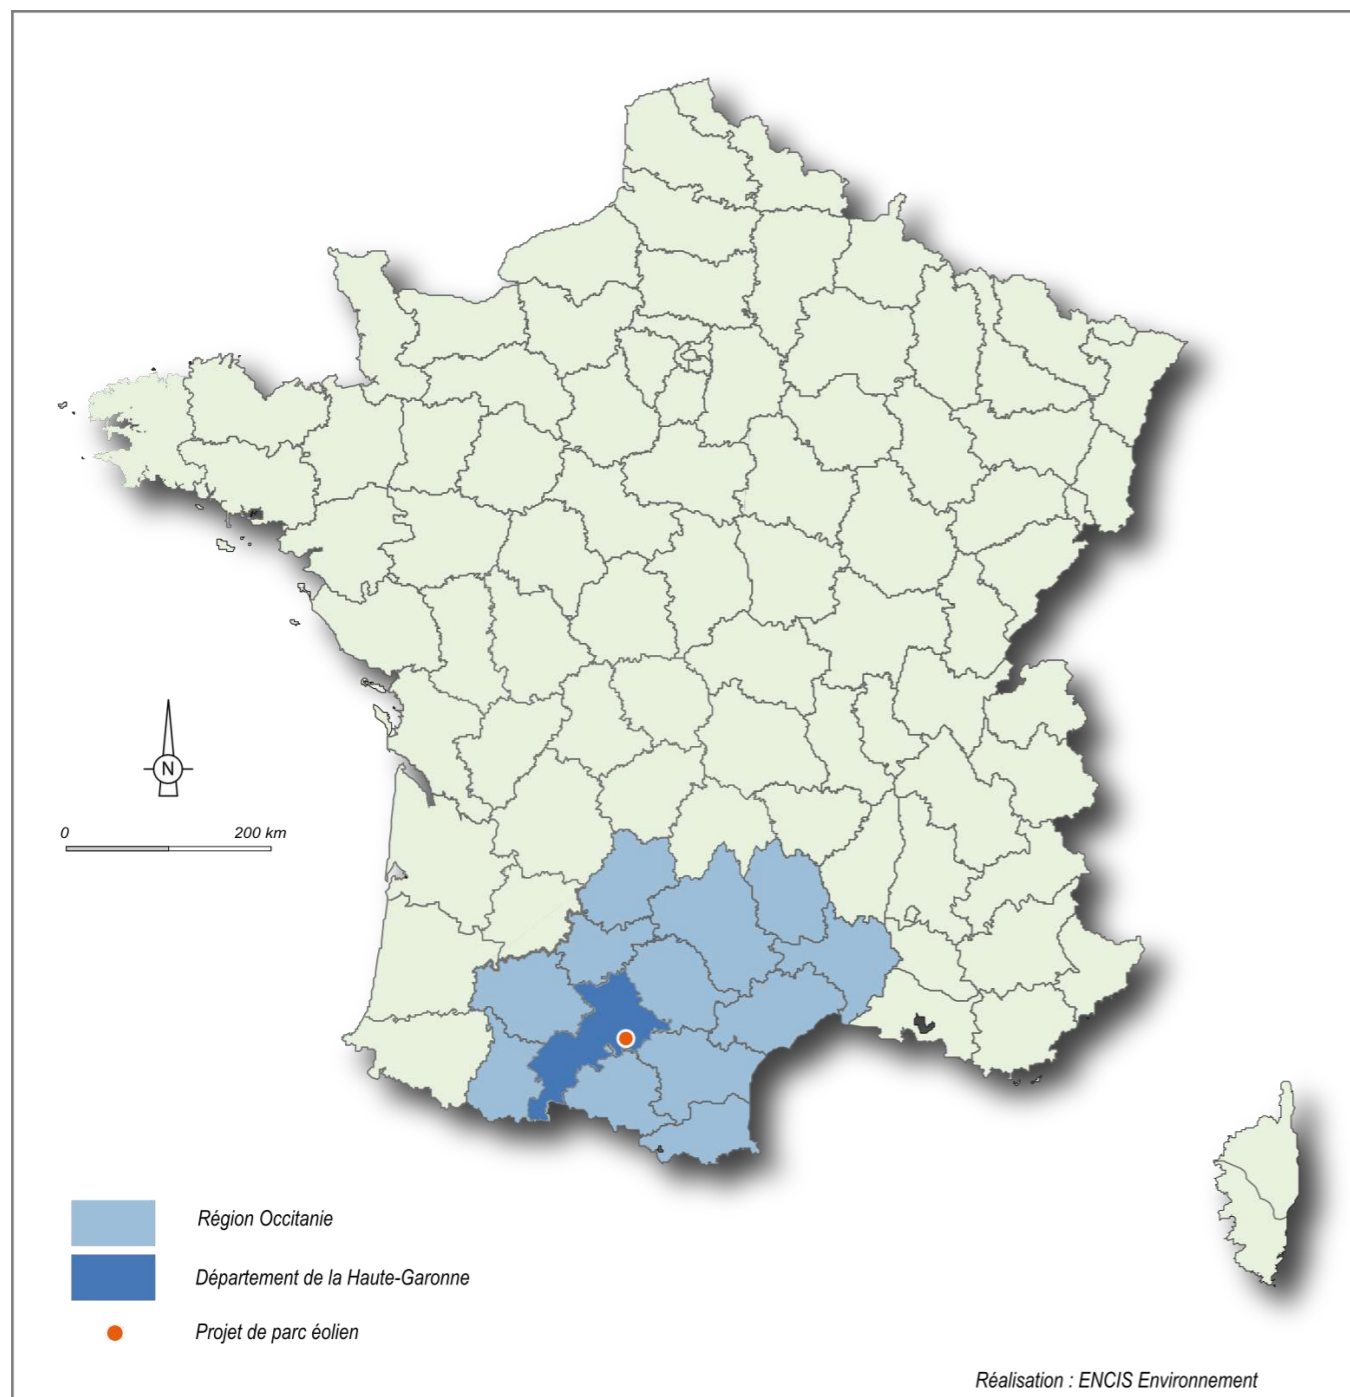 N
0 200 km
Région Occitanie
Département de la Haute-Garonne
Projet de parc éolien
Réalisation : ENCIS Environnement